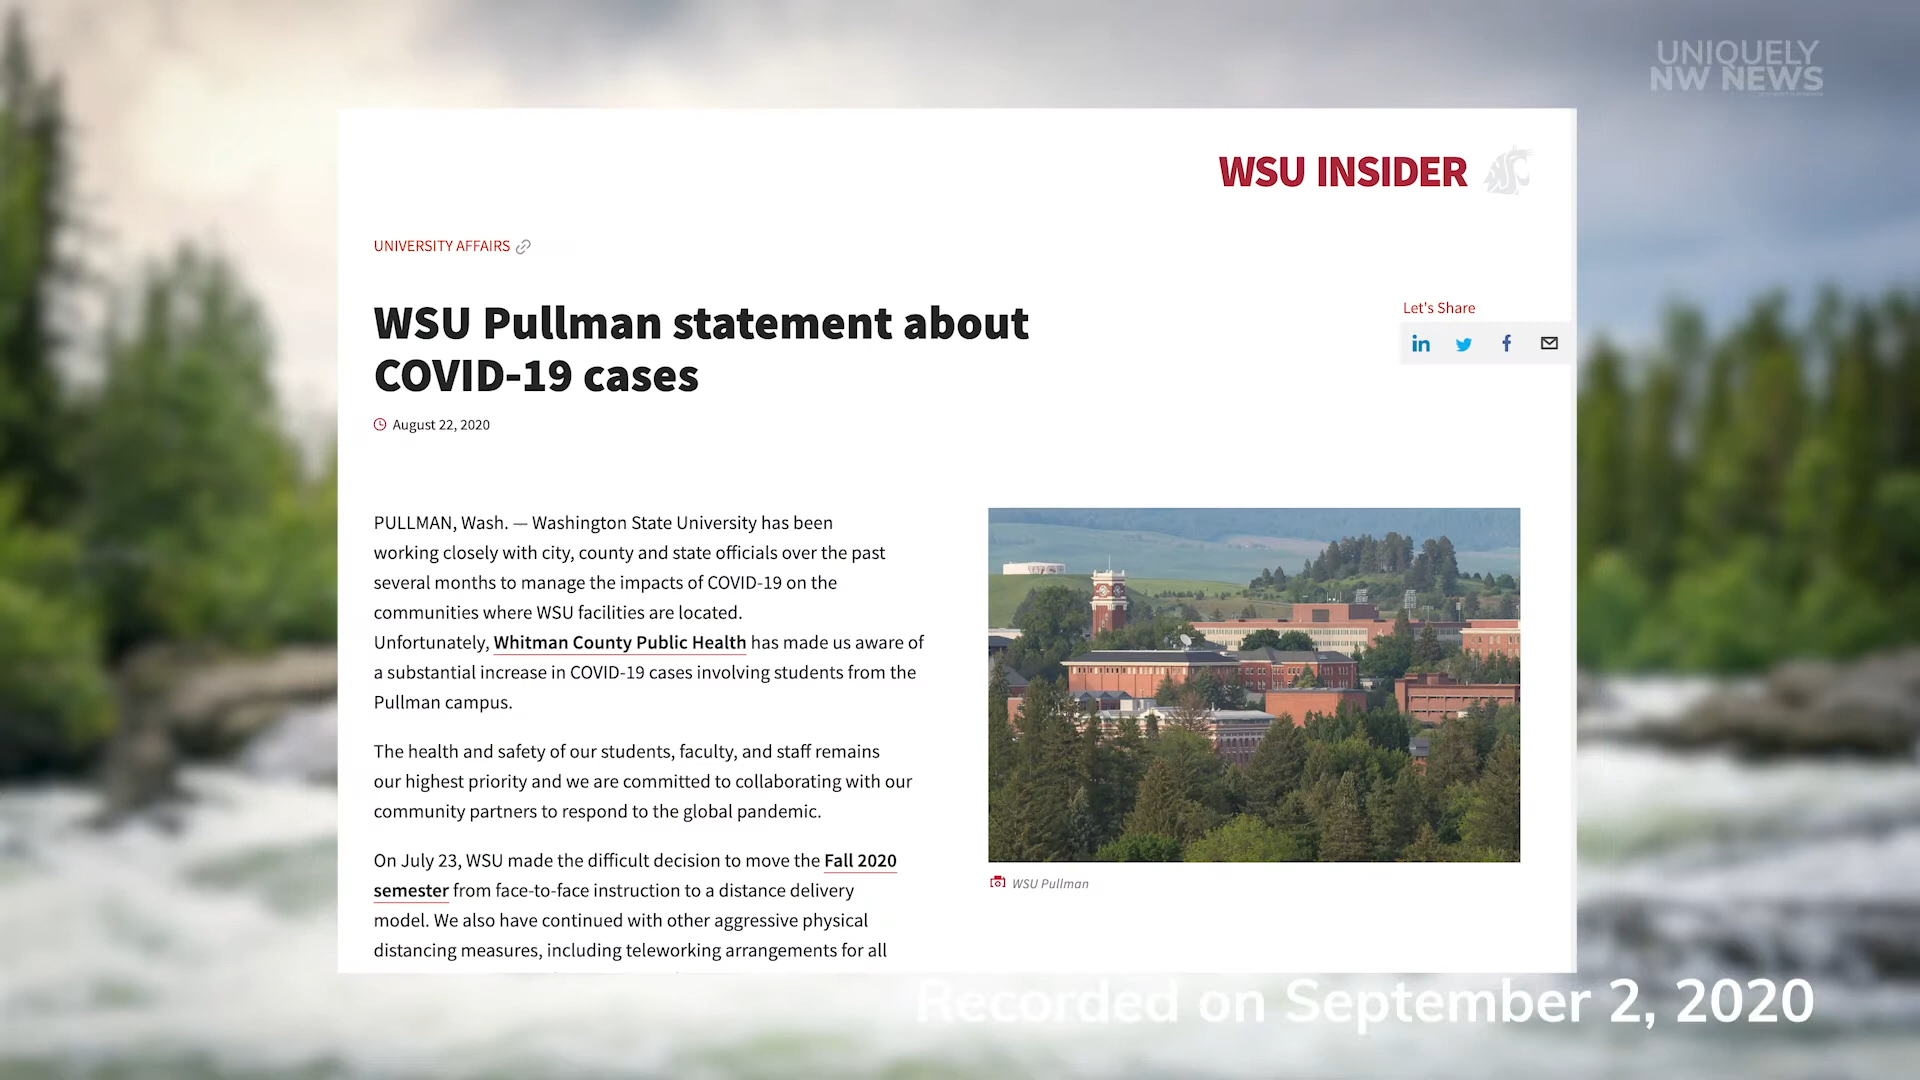 UNIQUELY
NW NEWS
WSU INSIDER
UNIVERSITY AFFAIRS
WSU Pullman statement about
COVID-19 cases
Let's Share
August 22, 2020
PULLMAN, Wash. — Washington State University has been
working closely with city, county and state officials over the past
several months to manage the impacts of COVID-19 on the
communities where WSU facilities are located.
Unfortunately, Whitman County Public Health has made us aware of
a substantial increase in COVID-19 cases involving students from the
Pullman campus.
The health and safety of our students, faculty, and staff remains
our highest priority and we are committed to collaborating with our
community partners to respond to the global pandemic.
On July 23, WSU made the difficult decision to move the Fall 2020
semester from face-to-face instruction to a distance delivery
model. We also have continued with other aggressive physical
distancing measures, including teleworking arrangements for all
WSU Pullman
Recorded on September 2, 2020